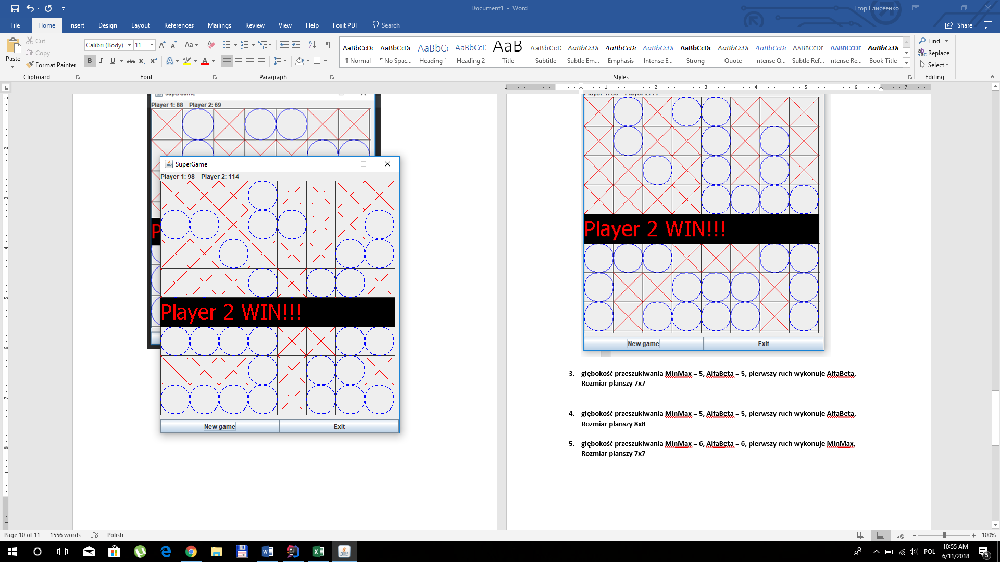 Document1 - Word
Егор Елисеенко
File Home Insert Design Layout References Mailings Review View Help Foxit PDF Search
Share
Paste
Cut
Copy
Format Painter
Clipboard
Calibri (Body) 11
Font
Paragraph
AaBbCcDc AaBbCcDc AaBbCc AaBbCcD AaB AaBbCcD AaBbCcDc AaBbCcDc AaBbCcDc AaBbCcDc AaBbCcDc AaBbCcDc AABBCCDE AABBCCDE AaBbCcDc
¶ Normal ¶ No Spac... Heading 1 Heading 2 Title Subtitle Subtle Em... Emphasis Intense E... Strong Quote Intense Q... Subtle Ref... Intense Re... Book Title
Styles
Find
Replace
Select
Editing
Player 1: 88 Player 2: 69
SuperGame
Player 1: 98 Player 2: 114
Player 2 WIN!!!
New game Exit
Player 2 WIN!!!
New game Exit
3. głębokość przeszukiwania MinMax = 5, AlfaBeta = 5, pierwszy ruch wykonuje AlfaBeta,
Rozmiar planszy 7x7
4. głębokość przeszukiwania MinMax = 5, AlfaBeta = 5, pierwszy ruch wykonuje AlfaBeta,
Rozmiar planszy 8x8
5. głębokość przeszukiwania MinMax = 6, AlfaBeta = 6, pierwszy ruch wykonuje MinMax,
Rozmiar planszy 7x7
Page 10 of 11 1556 words Polish
100%
POL
10:55 AM
6/11/2018
5